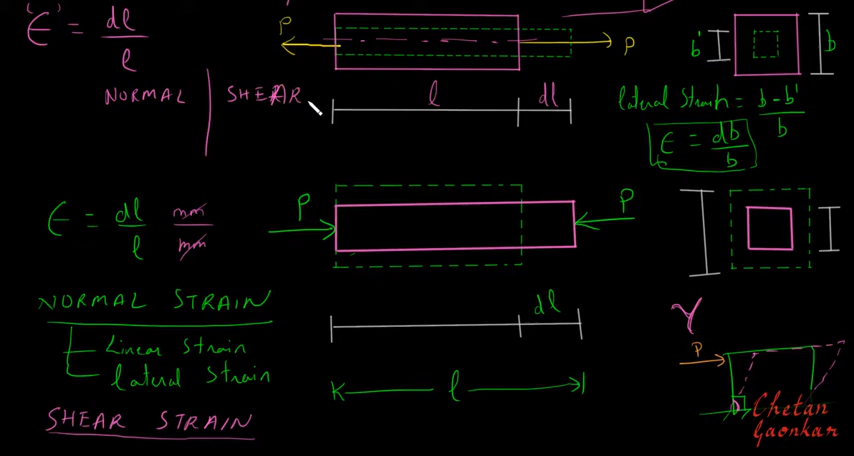 'ϵ' = dl/l
P
P
b'
b
NORMAL | SHEAR
l
dl
lateral Strain = b - b'/b
ϵ = db/b
ϵ = dl/l mm/mm
P
P
NORMAL STRAIN
Linear Strain
lateral Strain
dl
l
γ
P
SHEAR STRAIN
Chetan
Gaonkar